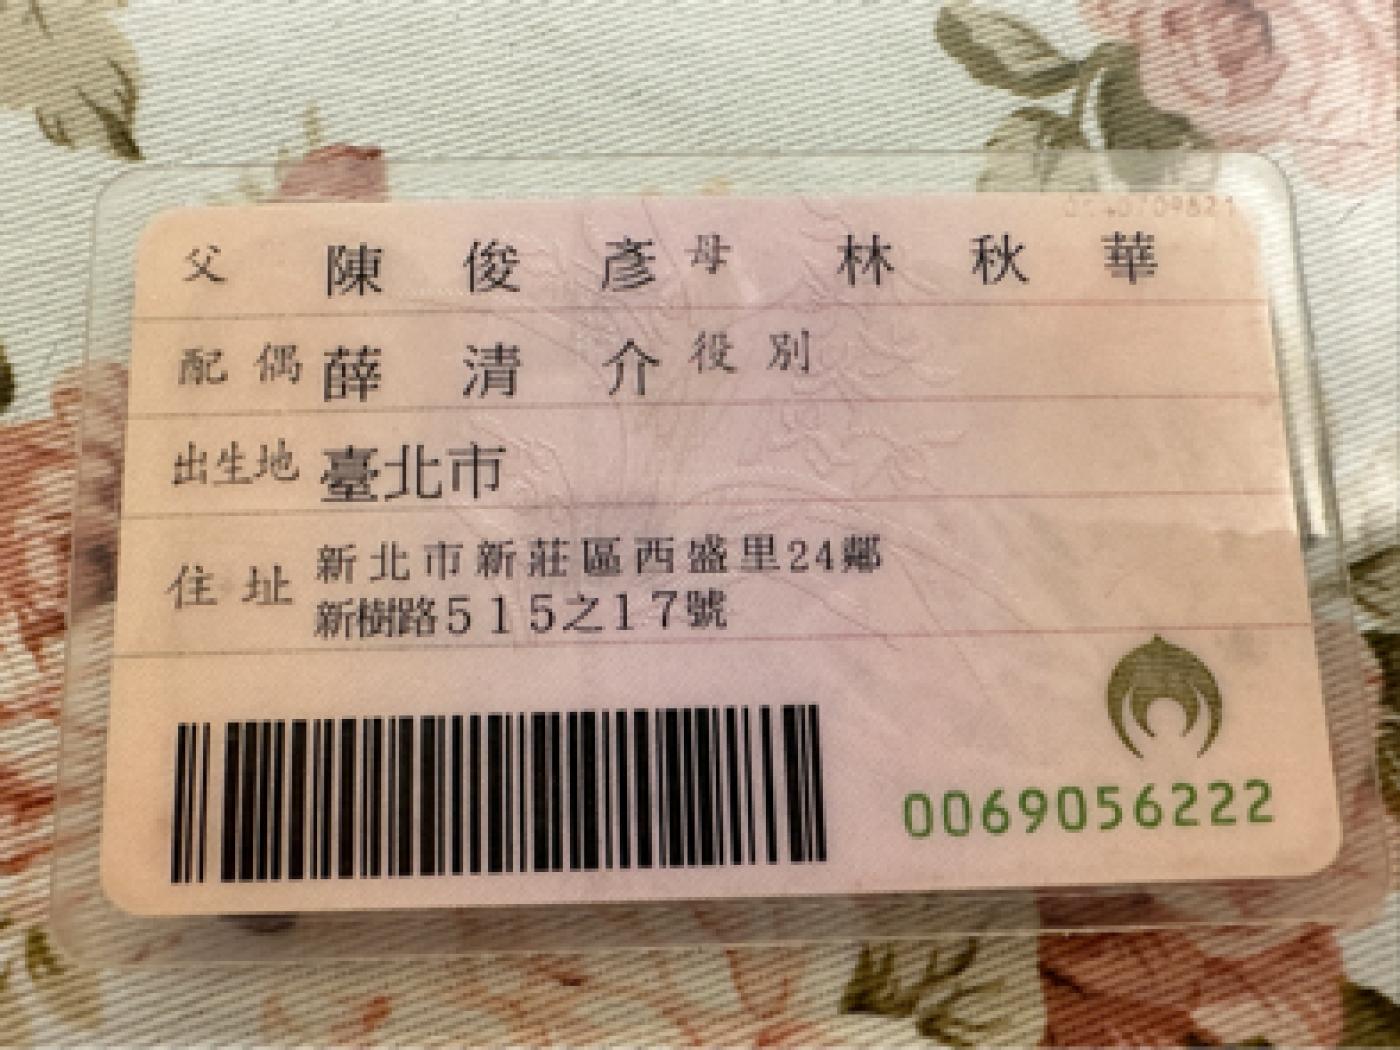 父 陳俊彥 母 林秋華
配偶 薛清介 役別
出生地 臺北市
住址 新北市新莊區西盛里24鄰
新樹路515之17號
0069056222